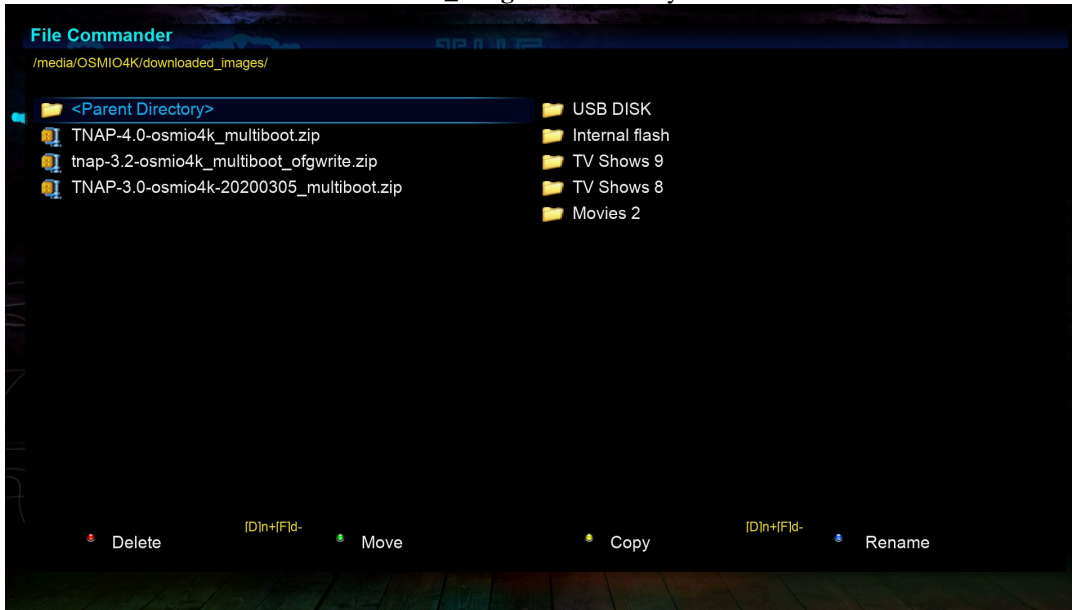 File Commander
/media/OSMIO4K/downloaded_images/
<Parent Directory>
TNAP-4.0-osmio4k_multiboot.zip
tnap-3.2-osmio4k_multiboot_ofgwrite.zip
TNAP-3.0-osmio4k-20200305_multiboot.zip
USB DISK
Internal flash
TV Shows 9
TV Shows 8
Movies 2
[D]n+[F]d-
[D]n+[F]d-
Delete
Move
Copy
Rename